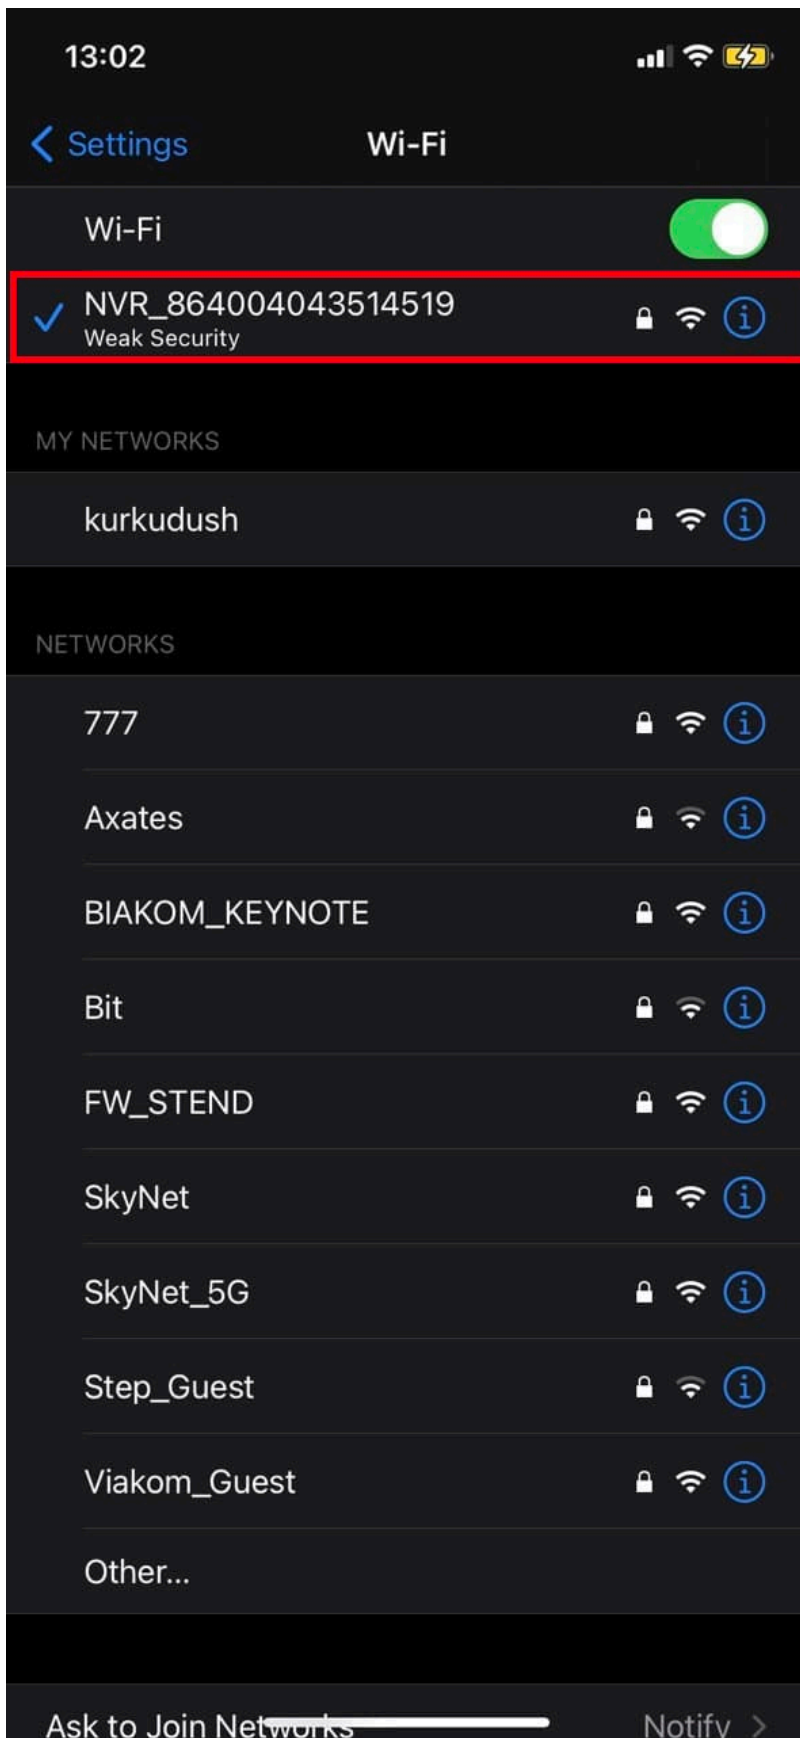 13:02
Settings
Wi-Fi
Wi-Fi
NVR_864004043514519
Weak Security
MY NETWORKS
kurkudush
NETWORKS
777
Axates
BIAKOM_KEYNOTE
Bit
FW_STEND
SkyNet
SkyNet_5G
Step_Guest
Viakom_Guest
Other...
Ask to Join Networks
Notify